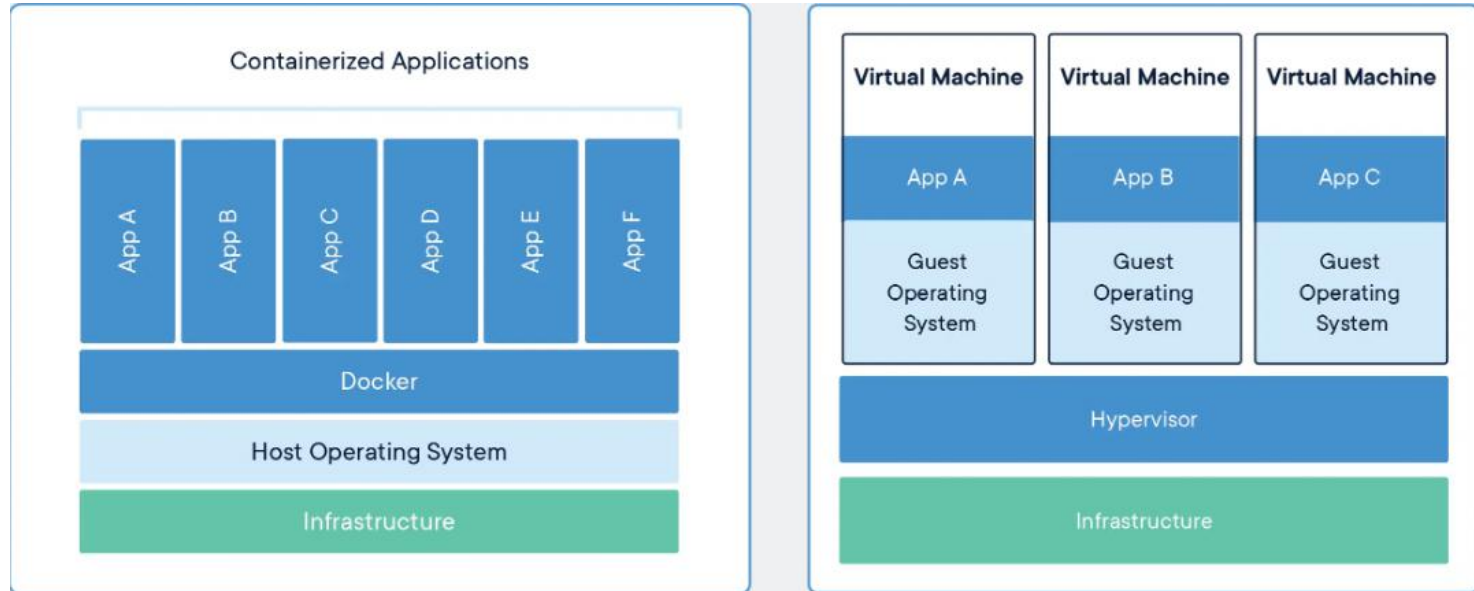 Containerized Applications
App A
App B
App C
App D
App E
App F
Docker
Host Operating System
Infrastructure
Virtual Machine
App A
Guest
Operating
System
Virtual Machine
App B
Guest
Operating
System
Virtual Machine
App C
Guest
Operating
System
Hypervisor
Infrastructure